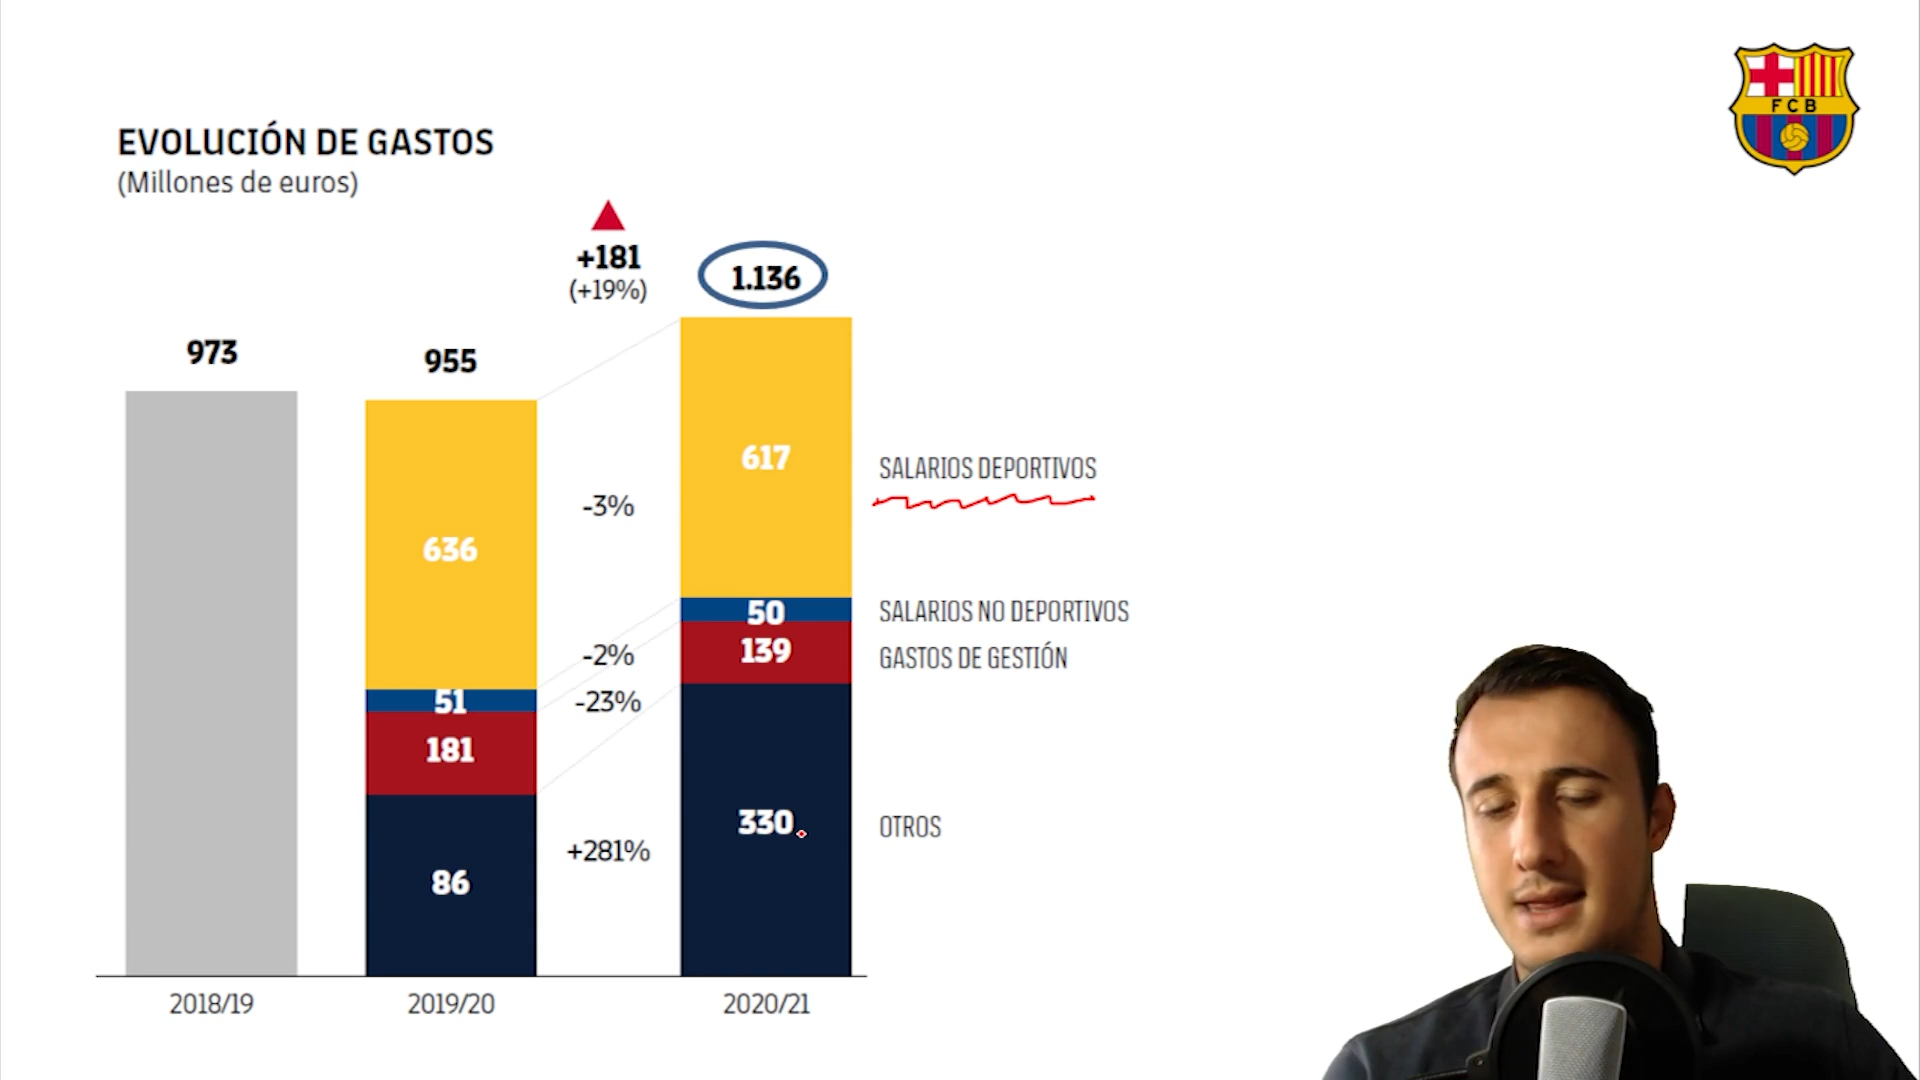 FCB
EVOLUCIÓN DE GASTOS
(Millones de euros)
+181
(+19%)
1.136
973
955
617
SALARIOS DEPORTIVOS
-3%
636
50
SALARIOS NO DEPORTIVOS
-2%
139
GASTOS DE GESTIÓN
51
-23%
181
330
OTROS
+281%
86
2018/19
2019/20
2020/21